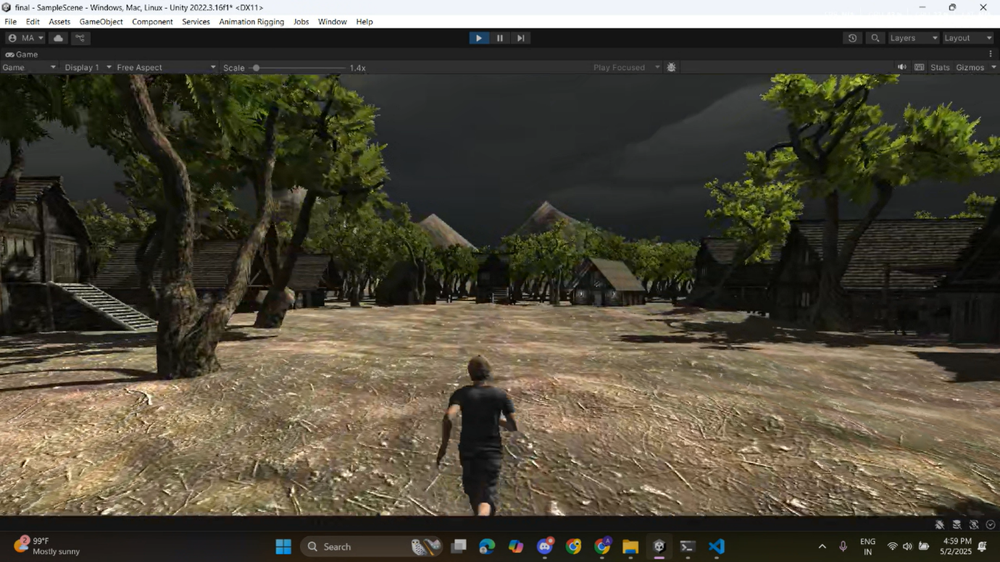 final - SampleScene - Windows, Mac, Linux - Unity 2022.3.16f1* <DX11>
File Edit Assets GameObject Component Services Animation Rigging Jobs Window Help
MA Layers Layout
Game
Game Display 1 Free Aspect Scale 1.4x Play Focused Stats Gizmos
2 99°F
Mostly sunny
Search
ENG
IN
4:59 PM
5/2/2025